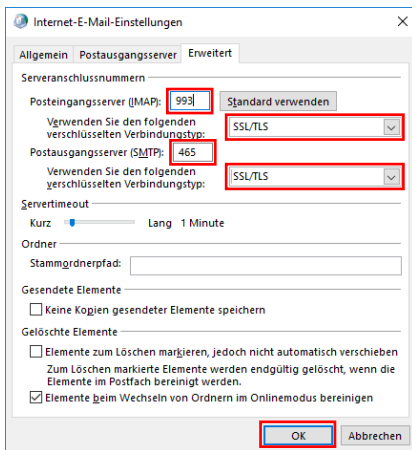 Internet-E-Mail-Einstellungen
Allgemein Postausgangsserver Erweitert
Serveranschlussnummern
Posteingangsserver (IMAP): 993 Standard verwenden
Verwenden Sie den folgenden
verschlüsselten Verbindungstyp: SSL/TLS
Postausgangsserver (SMTP): 465
Verwenden Sie den folgenden
verschlüsselten Verbindungstyp: SSL/TLS
Servertimeout
Kurz Lang 1 Minute
Ordner
Stammordnerpfad:
Gesendete Elemente
Keine Kopien gesendeter Elemente speichern
Gelöschte Elemente
Elemente zum Löschen markieren, jedoch nicht automatisch verschieben
Zum Löschen markierte Elemente werden endgültig gelöscht, wenn die
Elemente im Postfach bereinigt werden.
Elemente beim Wechseln von Ordnern im Onlinemodus bereinigen
OK Abbrechen